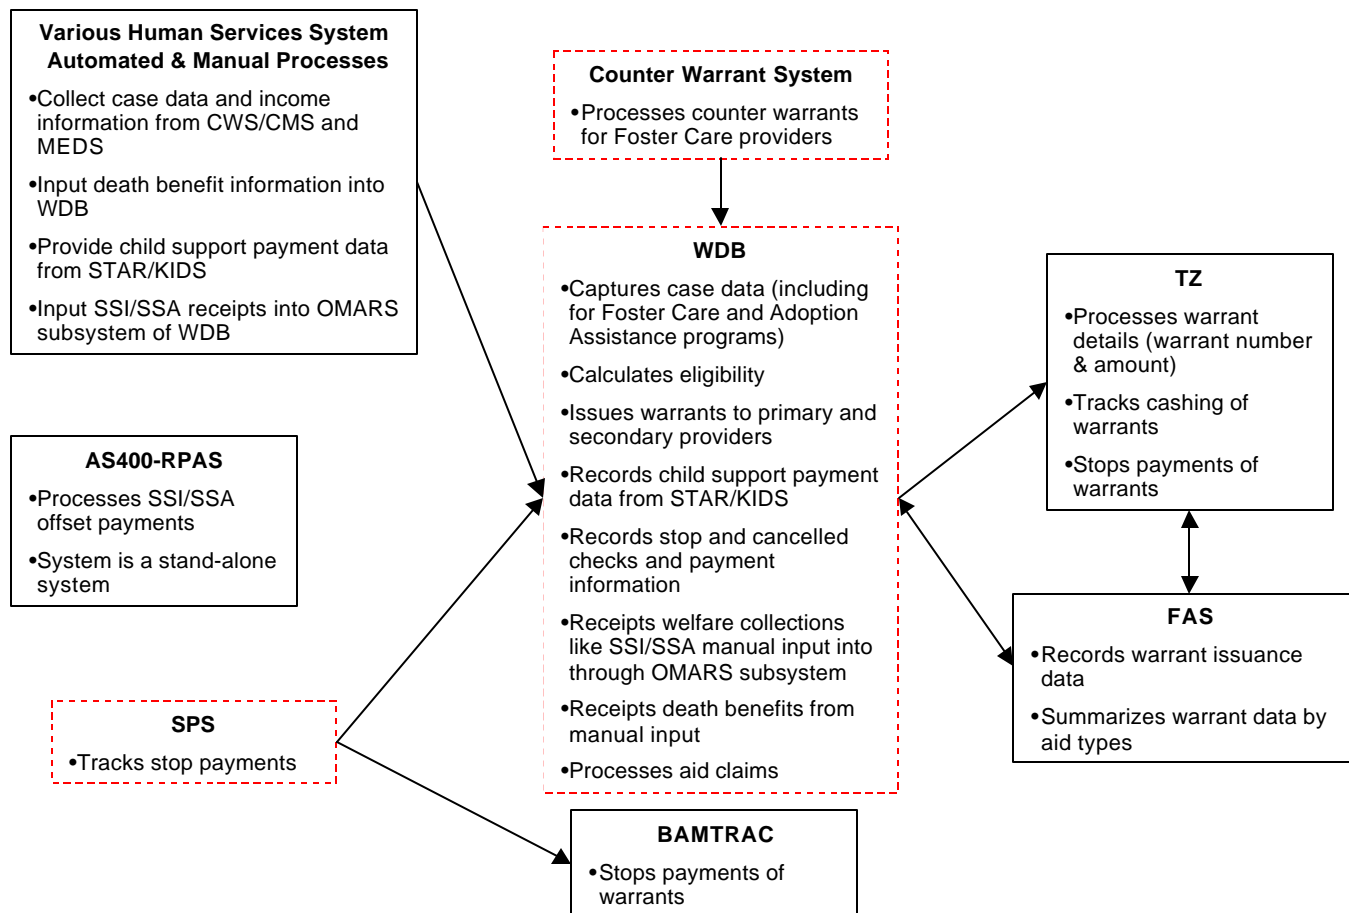 Various Human Services System
Automated & Manual Processes
•Collect case data and income
information from CWS/CMS and
MEDS
•Input death benefit information into
WDB
•Provide child support payment data
from STAR/KIDS
•Input SSI/SSA receipts into OMARS
subsystem of WDB
Counter Warrant System
•Processes counter warrants
for Foster Care providers
WDB
•Captures case data (including
for Foster Care and Adoption
Assistance programs)
•Calculates eligibility
•Issues warrants to primary and
secondary providers
•Records child support payment
data from STAR/KIDS
•Records stop and cancelled
checks and payment
information
•Receipts welfare collections
like SSI/SSA manual input into
through OMARS subsystem
•Receipts death benefits from
manual input
•Processes aid claims
TZ
•Processes warrant
details (warrant number
& amount)
•Tracks cashing of
warrants
•Stops payments of
warrants
AS400-RPAS
•Processes SSI/SSA
offset payments
•System is a stand-alone
system
FAS
•Records warrant issuance
data
•Summarizes warrant data by
aid types
SPS
•Tracks stop payments
BAMTRAC
•Stops payments of
warrants